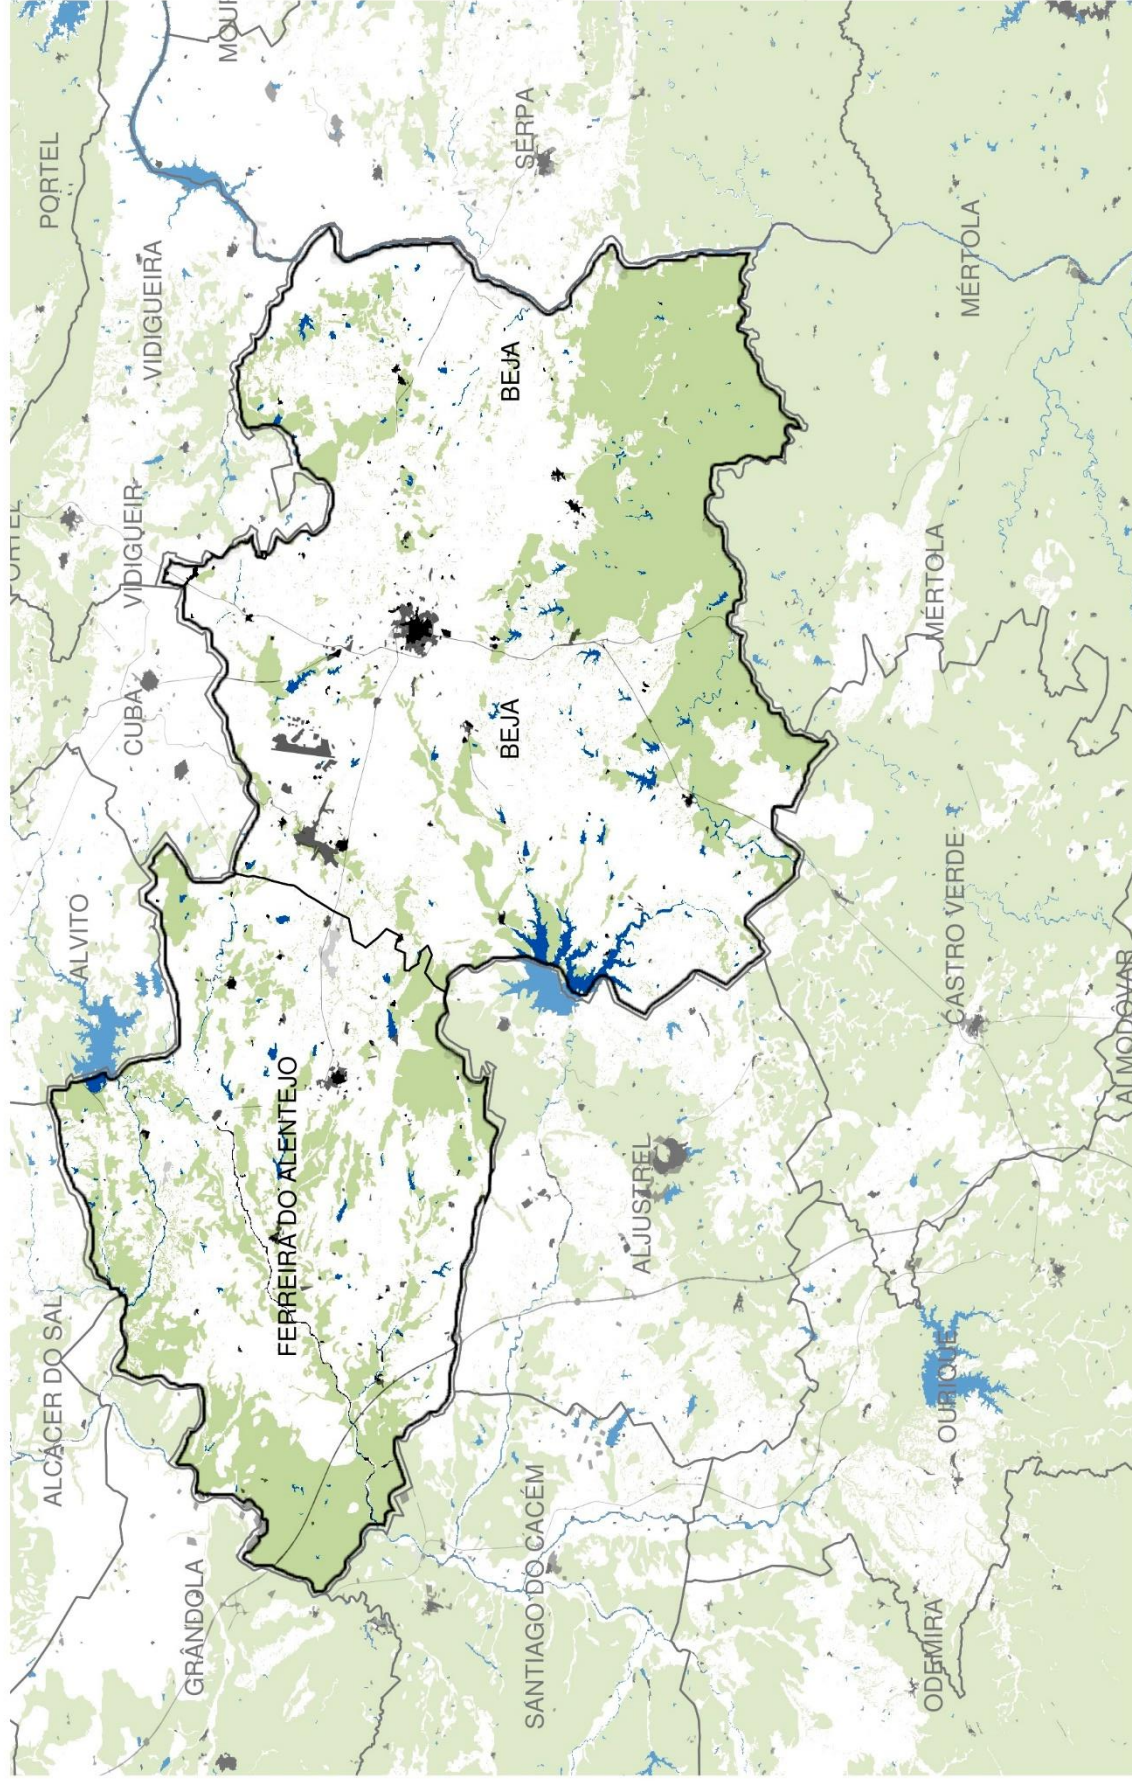 PORTEL
ALCÁCER DO SAL
ALVITO
CUBA
VIDIGUEIR
VIDIGUEIRA
MOU
GRÂNDOLA
FERREIRA DO ALENTEJO
BEJA
BEJA
SERPA
SANTIAGO DO CACÉM
ALJUSTREL
ODEMIRA
OURIQUE
CASTRO VERDE
MÉRTOLA
MÉRTOLA
ALMODÔVAR